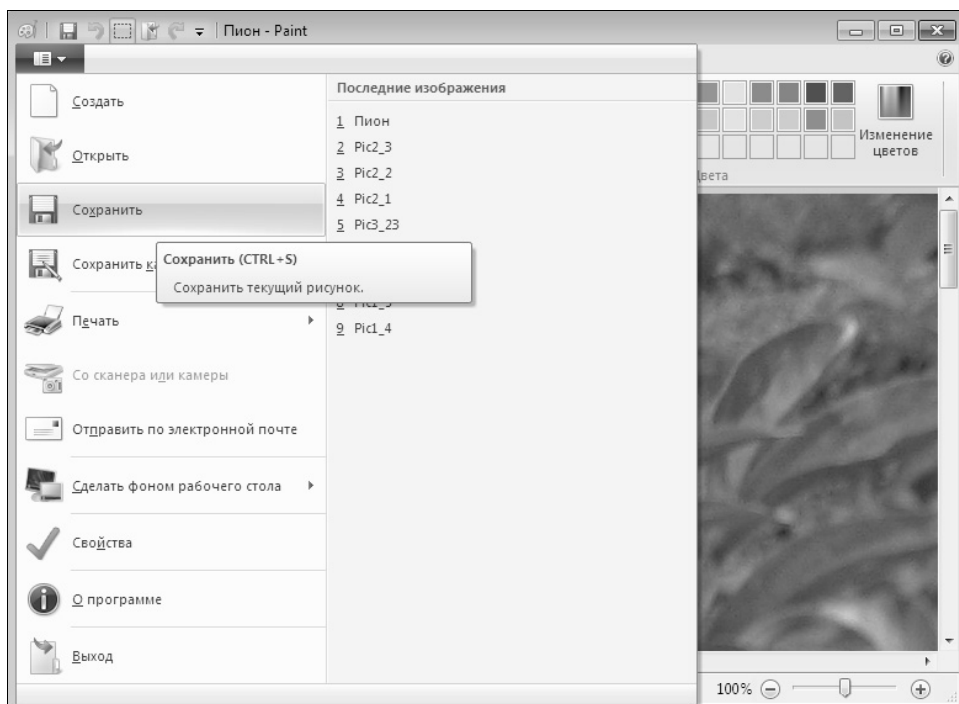 Пион - Paint
Создать
Открыть
Сохранить
Сохранить
Сохранить (CTRL+S)
Сохранить текущий рисунок.
Печать
Со сканера или камеры
Отправить по электронной почте
Сделать фоном рабочего стола
Свойства
О программе
Выход
Последние изображения
1 Пион
2 Pic2_3
3 Pic2_2
4 Pic2_1
5 Pic3_23
9 Pic1_4
Изменение
цветов
100%